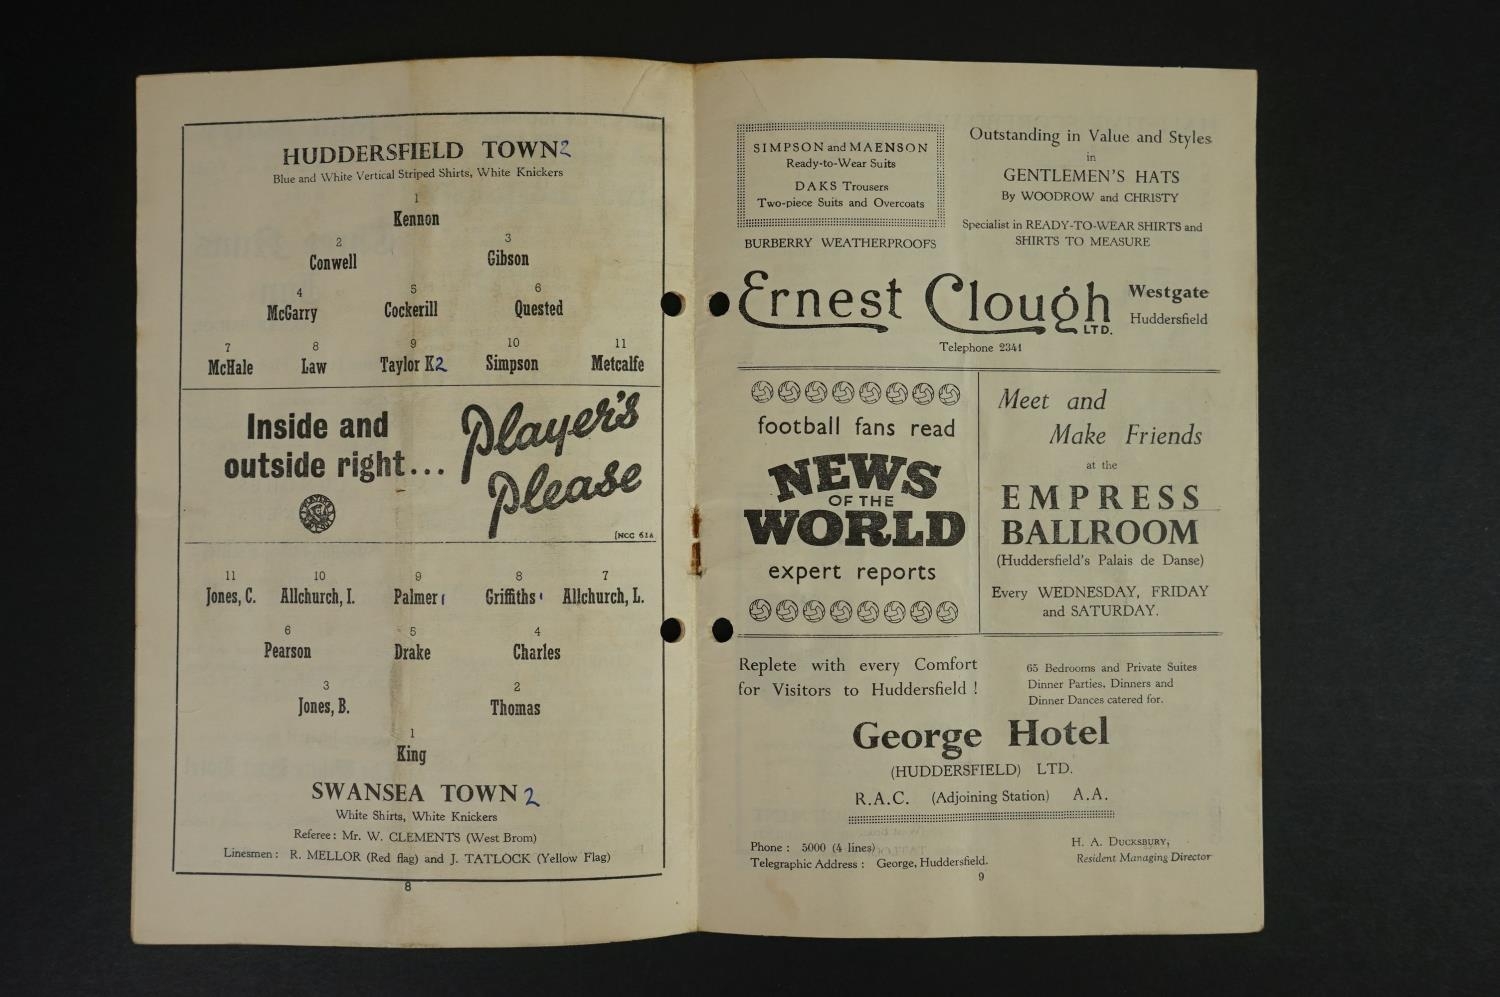 HUDDERSFIELD TOWN 2
Blue and White Vertical Striped Shirts, White Knickers
1
Kennon
2 3
Conwell Gibson
4 5 6
McGarry Cockerill Quested
7 8 9 10 11
McHale Law Taylor K 2 Simpson Metcalfe
Inside and
outside right...
Player's
Please
[NCC 61A
11 10 9 8 7
Jones, C. Allchurch, I. Palmer 1 Griffiths 1 Allchurch, L.
6 5 4
Pearson Drake Charles
3 2
Jones, B. Thomas
1
King
SWANSEA TOWN 2
White Shirts, White Knickers
Referee: Mr. W. CLEMENTS (West Brom)
Linesmen: R. MELLOR (Red flag) and J. TATLOCK (Yellow Flag)
8
SIMPSON and MAENSON
Ready-to-Wear Suits
DAKS Trousers
Two-piece Suits and Overcoats
BURBERRY WEATHERPROOFS
Outstanding in Value and Styles
in
GENTLEMEN'S HATS
By WOODROW and CHRISTY
Specialist in READY-TO-WEAR SHIRTS and
SHIRTS TO MEASURE
Ernest Clough LTD.
Westgate
Huddersfield
Telephone 2341
football fans read
NEWS
OF THE
WORLD
expert reports
Meet and
Make Friends
at the
EMPRESS
BALLROOM
(Huddersfield's Palais de Danse)
Every WEDNESDAY, FRIDAY
and SATURDAY.
Replete with every Comfort
for Visitors to Huddersfield !
65 Bedrooms and Private Suites
Dinner Parties, Dinners and
Dinner Dances catered for.
George Hotel
(HUDDERSFIELD) LTD.
R.A.C. (Adjoining Station) A.A.
Phone : 5000 (4 lines)
Telegraphic Address : George, Huddersfield.
H. A. DUCKSBURY,
Resident Managing Director
9